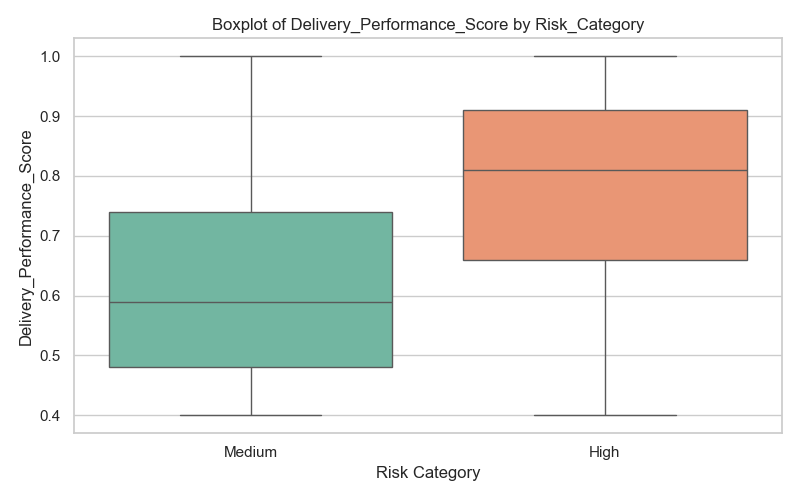 Boxplot of Delivery_Performance_Score by Risk_Category
Delivery_Performance_Score
1.0
0.9
0.8
0.7
0.6
0.5
0.4
Medium
High
Risk Category